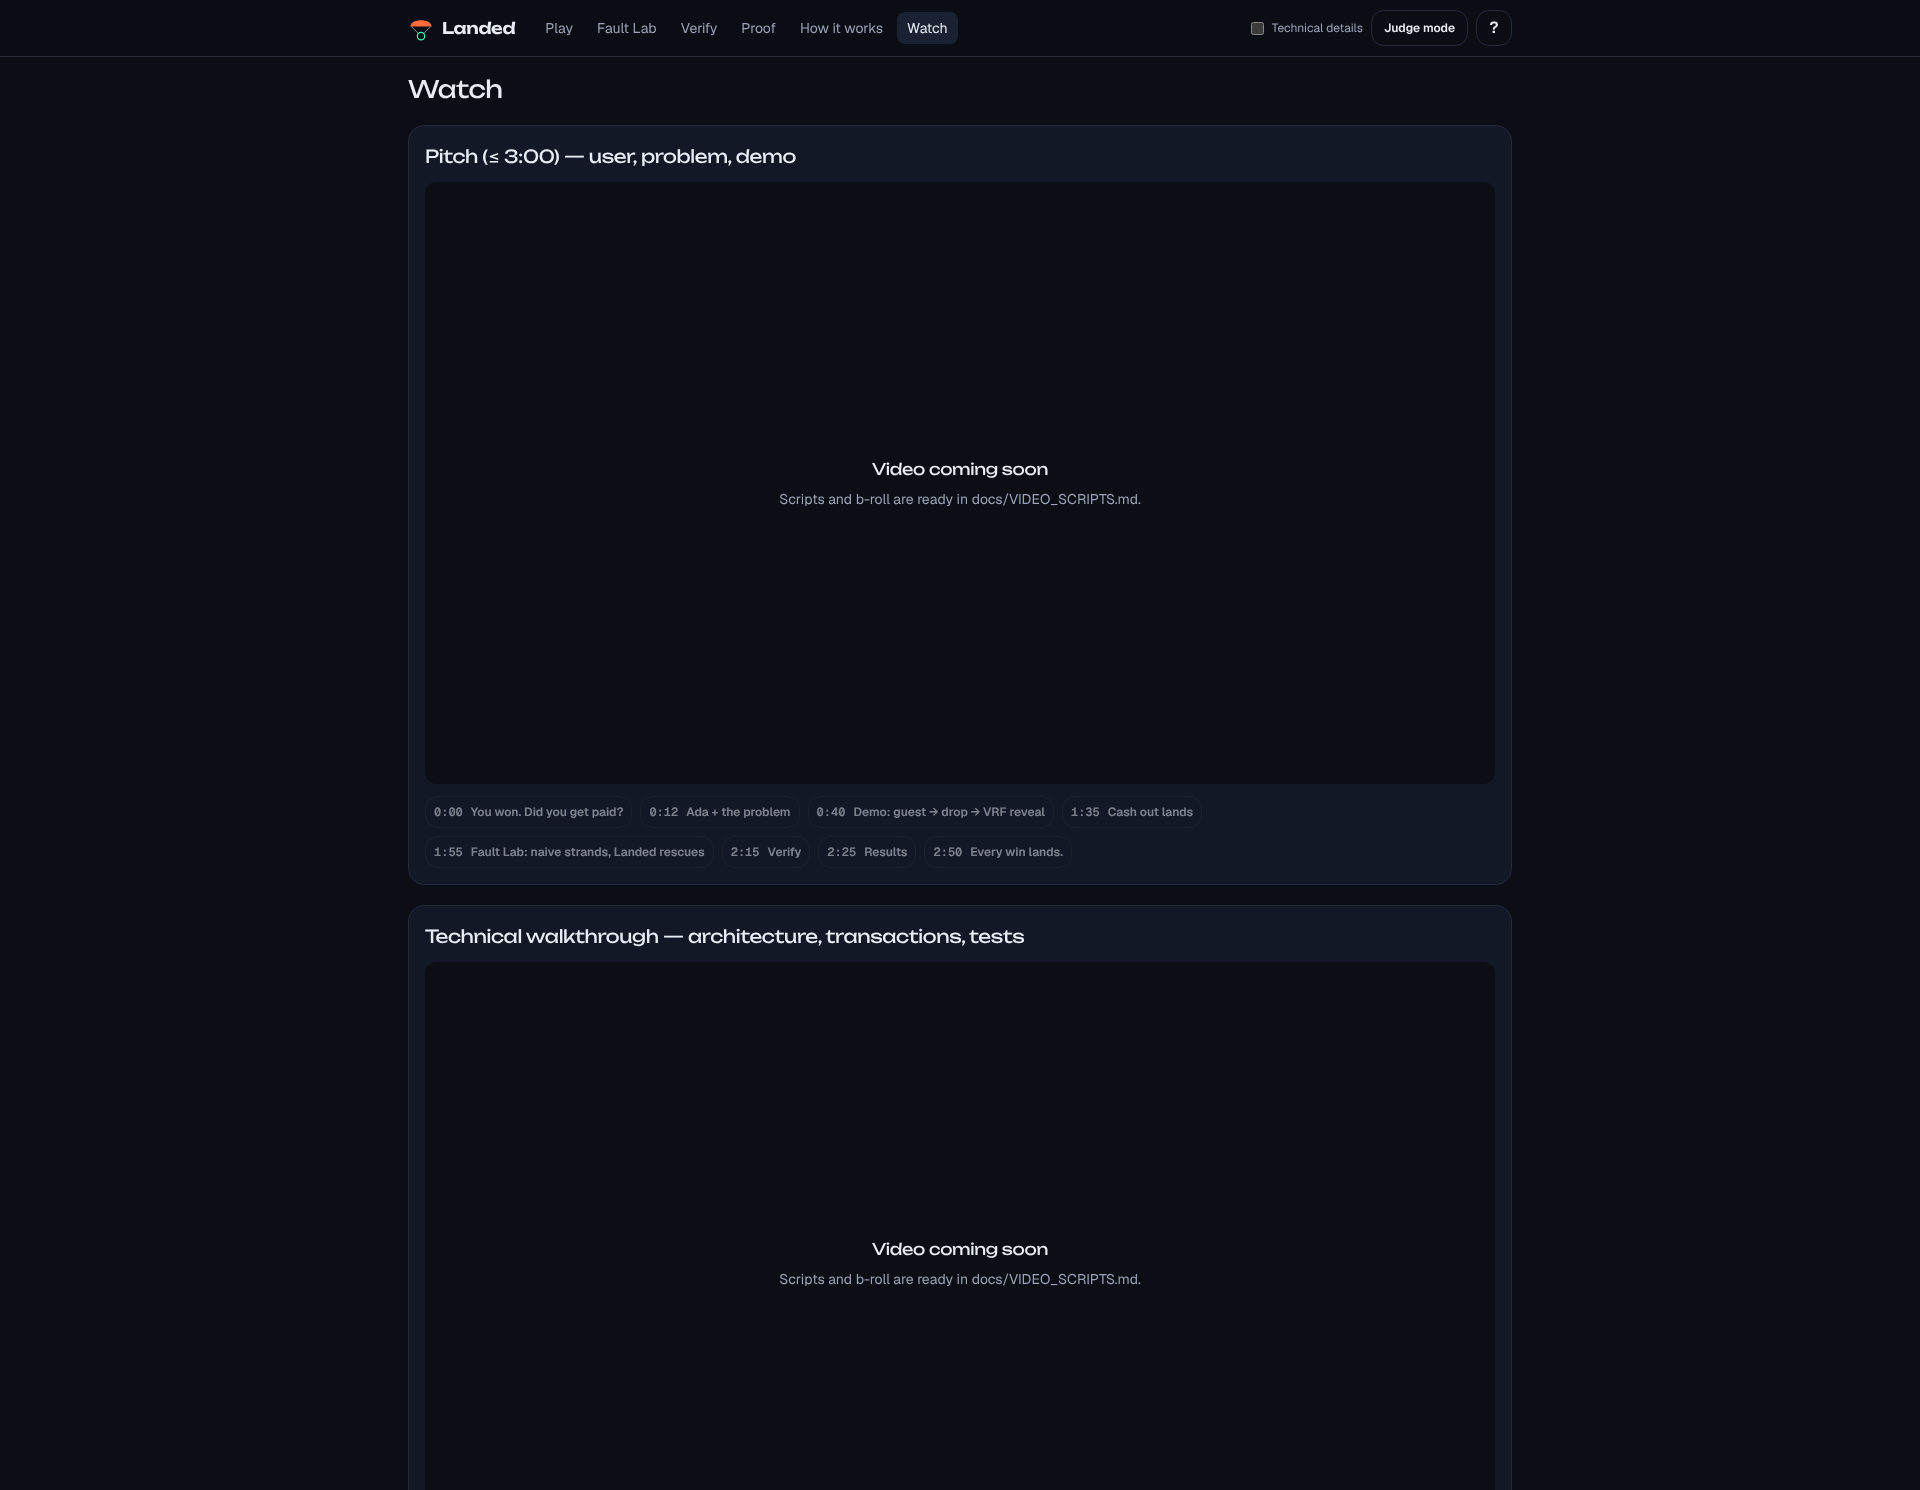 Landed Play Fault Lab Verify Proof How it works Watch Technical details Judge mode ?
Watch
Pitch (≤ 3:00) — user, problem, demo
Video coming soon
Scripts and b-roll are ready in docs/VIDEO_SCRIPTS.md.
0:00 You won. Did you get paid? 0:12 Ada + the problem 0:40 Demo: guest → drop → VRF reveal 1:35 Cash out lands
1:55 Fault Lab: naive strands, Landed rescues 2:15 Verify 2:25 Results 2:50 Every win lands.
Technical walkthrough — architecture, transactions, tests
Video coming soon
Scripts and b-roll are ready in docs/VIDEO_SCRIPTS.md.